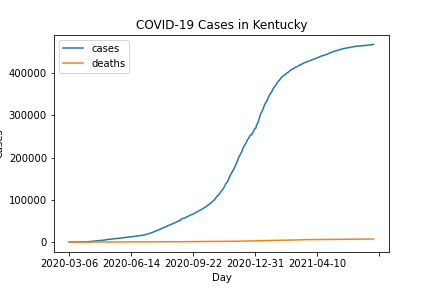 COVID-19 Cases in Kentucky
cases
deaths
400000
300000
200000
100000
0
Cases
2020-03-06 2020-06-14 2020-09-22 2020-12-31 2021-04-10
Day